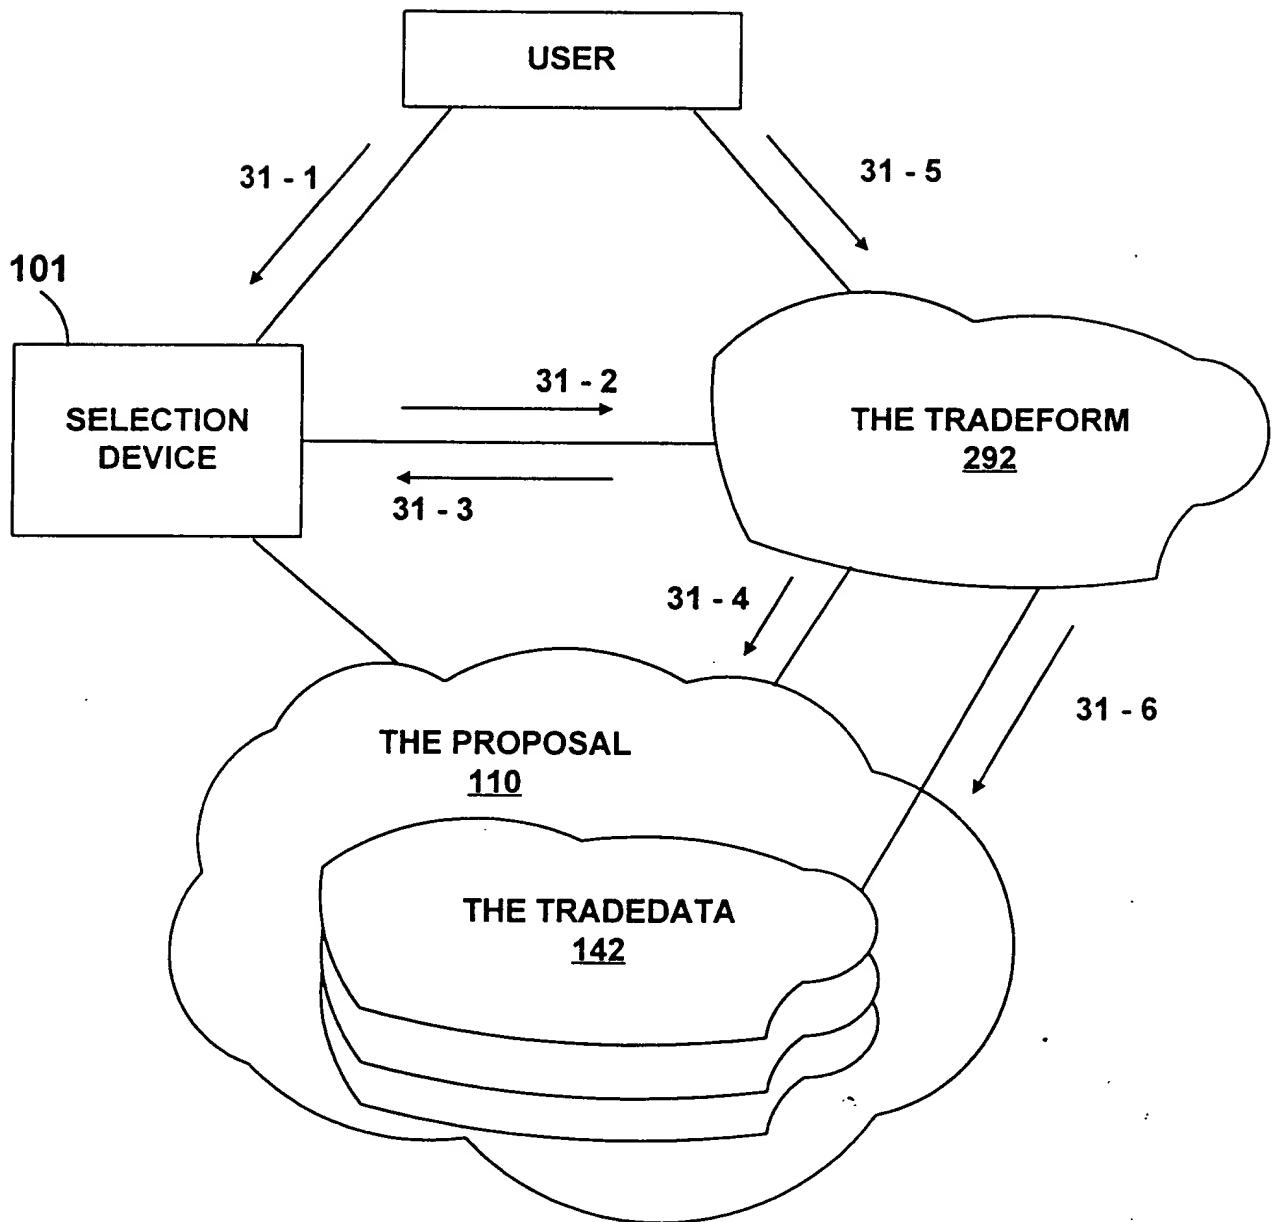 USER
31 - 1
31 - 5
101
31 - 2
SELECTION
DEVICE
THE TRADEFORM
292
31 - 3
31 - 4
31 - 6
THE PROPOSAL
110
THE TRADEDATA
142